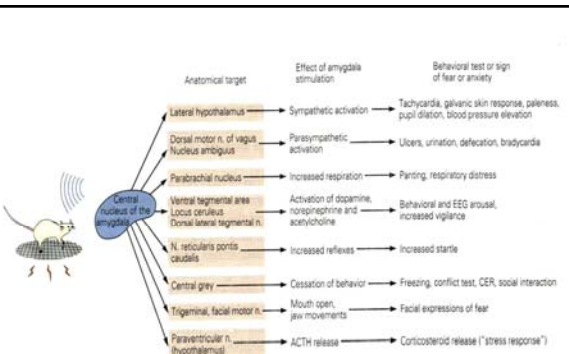 Anatomical target
Effect of amygdala
stimulation
Behavioral test or sign
of fear or anxiety
Central
nucleus of the
amygdala
Lateral hypothalamus
Sympathetic activation
Tachycardia, galvanic skin response, paleness,
pupil dilation, blood pressure elevation
Dorsal motor n. of vagus
Nucleus ambiguus
Parasympathetic
activation
Ulcers, urination, defecation, bradycardia
Parabrachial nucleus
Increased respiration
Panting, respiratory distress
Ventral tegmental area
Locus ceruleus
Dorsal lateral tegmental n.
Activation of dopamine,
norepinephrine and
acetylcholine
Behavioral and EEG arousal,
increased vigilance
N. reticularis pontis
caudalis
Increased reflexes
Increased startle
Central grey
Cessation of behavior
Freezing, conflict test, CER, social interaction
Trigeminal, facial motor n.
Mouth open,
jaw movements
Facial expressions of fear
Paraventricular n.
(hypothalamus)
ACTH release
Corticosteroid release ("stress response")